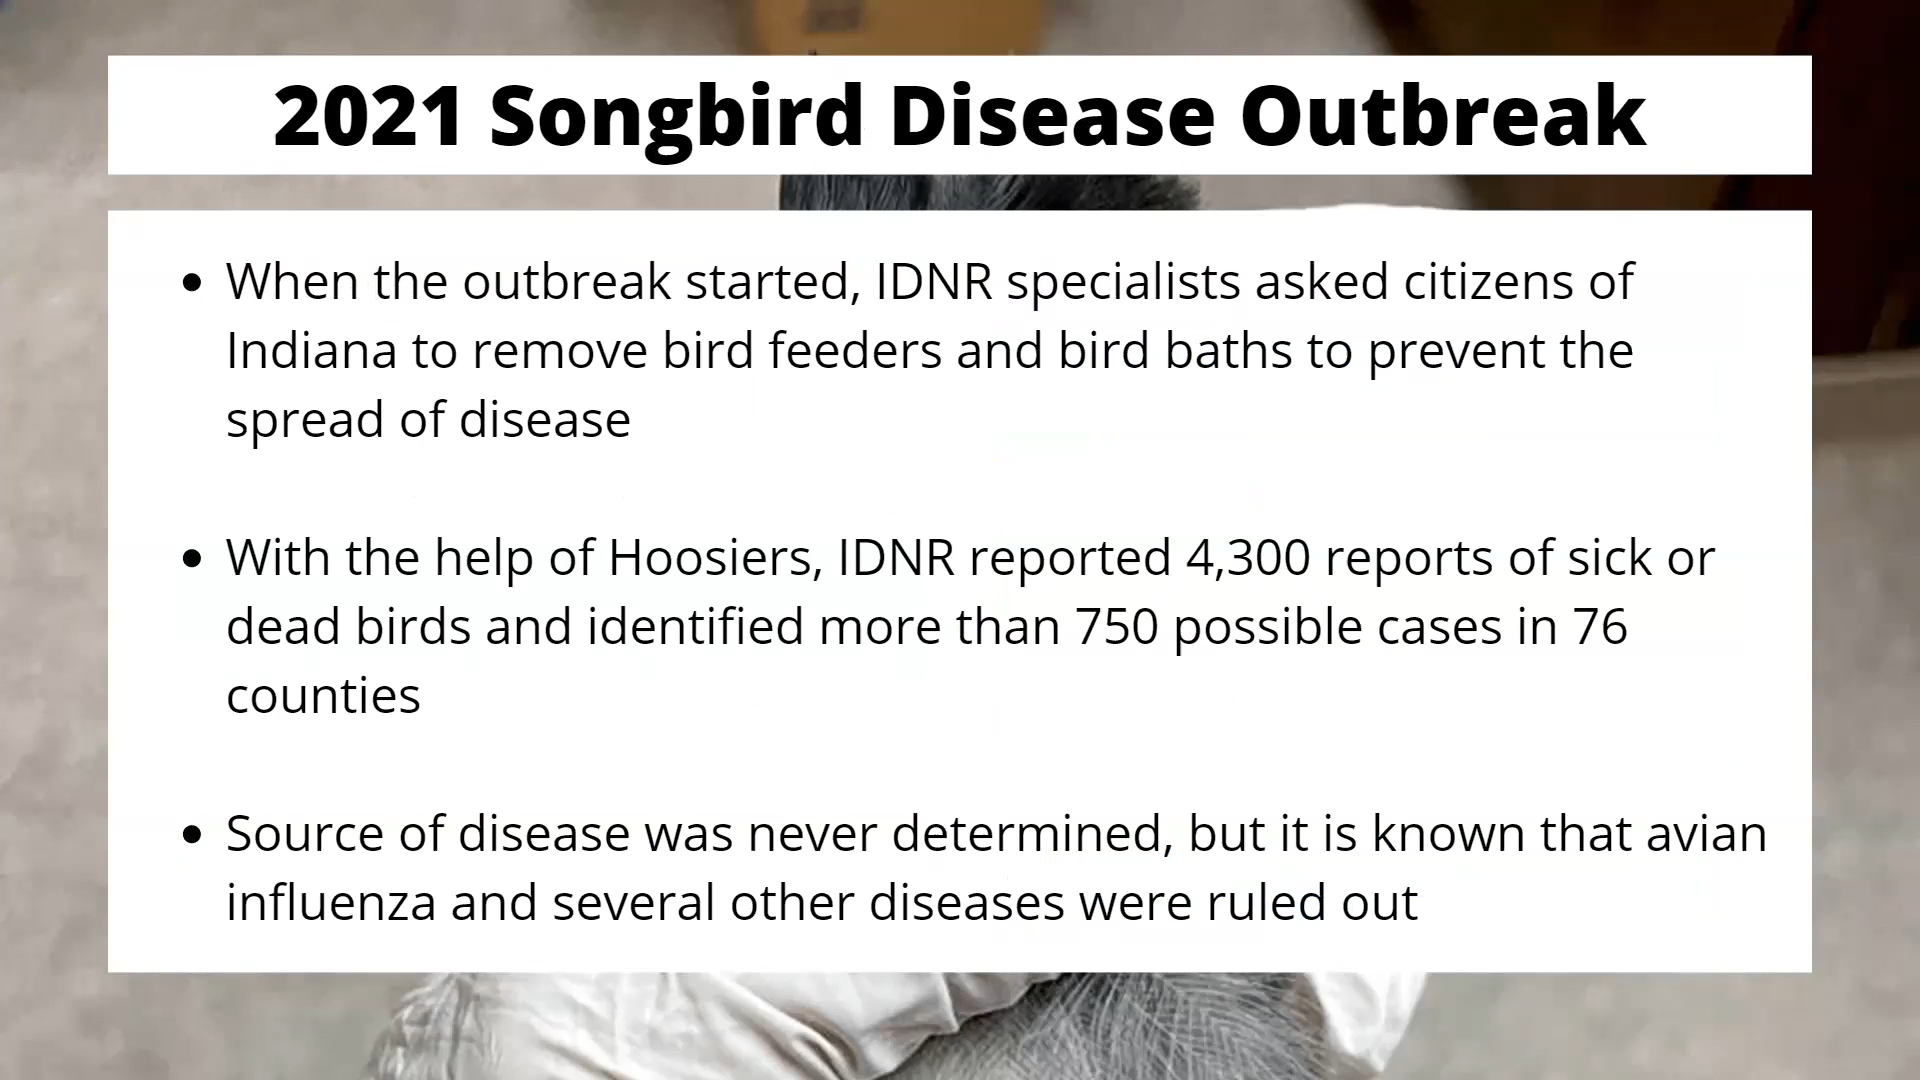 2021 Songbird Disease Outbreak
• When the outbreak started, IDNR specialists asked citizens of
Indiana to remove bird feeders and bird baths to prevent the
spread of disease
• With the help of Hoosiers, IDNR reported 4,300 reports of sick or
dead birds and identified more than 750 possible cases in 76
counties
• Source of disease was never determined, but it is known that avian
influenza and several other diseases were ruled out